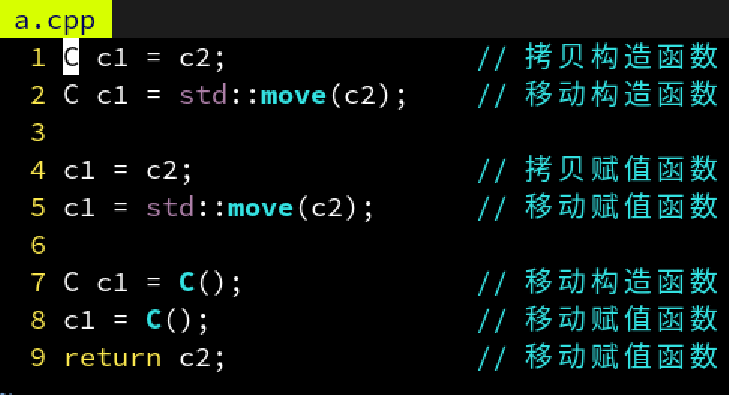 a.cpp
1 C c1 = c2; // 拷贝构造函数
2 C c1 = std::move(c2); // 移动构造函数
3
4 c1 = c2; // 拷贝赋值函数
5 c1 = std::move(c2); // 移动赋值函数
6
7 C c1 = C(); // 移动构造函数
8 c1 = C(); // 移动赋值函数
9 return c2; // 移动赋值函数